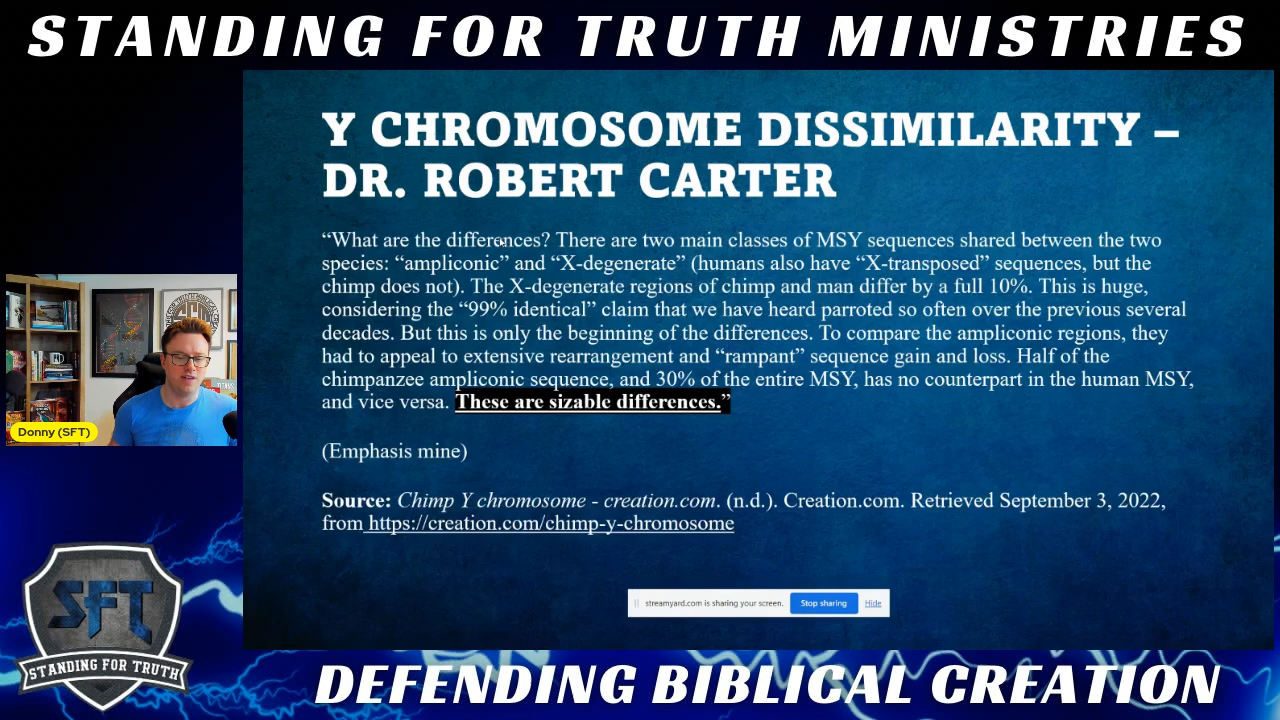 STANDING FOR TRUTH MINISTRIES
Y CHROMOSOME DISSIMILARITY –
DR. ROBERT CARTER
“What are the differences? There are two main classes of MSY sequences shared between the two
species: “ampliconic” and “X-degenerate” (humans also have “X-transposed” sequences, but the
chimp does not). The X-degenerate regions of chimp and man differ by a full 10%. This is huge,
considering the “99% identical” claim that we have heard parroted so often over the previous several
decades. But this is only the beginning of the differences. To compare the ampliconic regions, they
had to appeal to extensive rearrangement and “rampant” sequence gain and loss. Half of the
chimpanzee ampliconic sequence, and 30% of the entire MSY, has no counterpart in the human MSY,
and vice versa. These are sizable differences.”
(Emphasis mine)
Source: Chimp Y chromosome - creation.com. (n.d.). Creation.com. Retrieved September 3, 2022,
from https://creation.com/chimp-y-chromosome
Donny (SFT)
streamyard.com is sharing your screen. Stop sharing Hide
SFT
STANDING FOR TRUTH
DEFENDING BIBLICAL CREATION